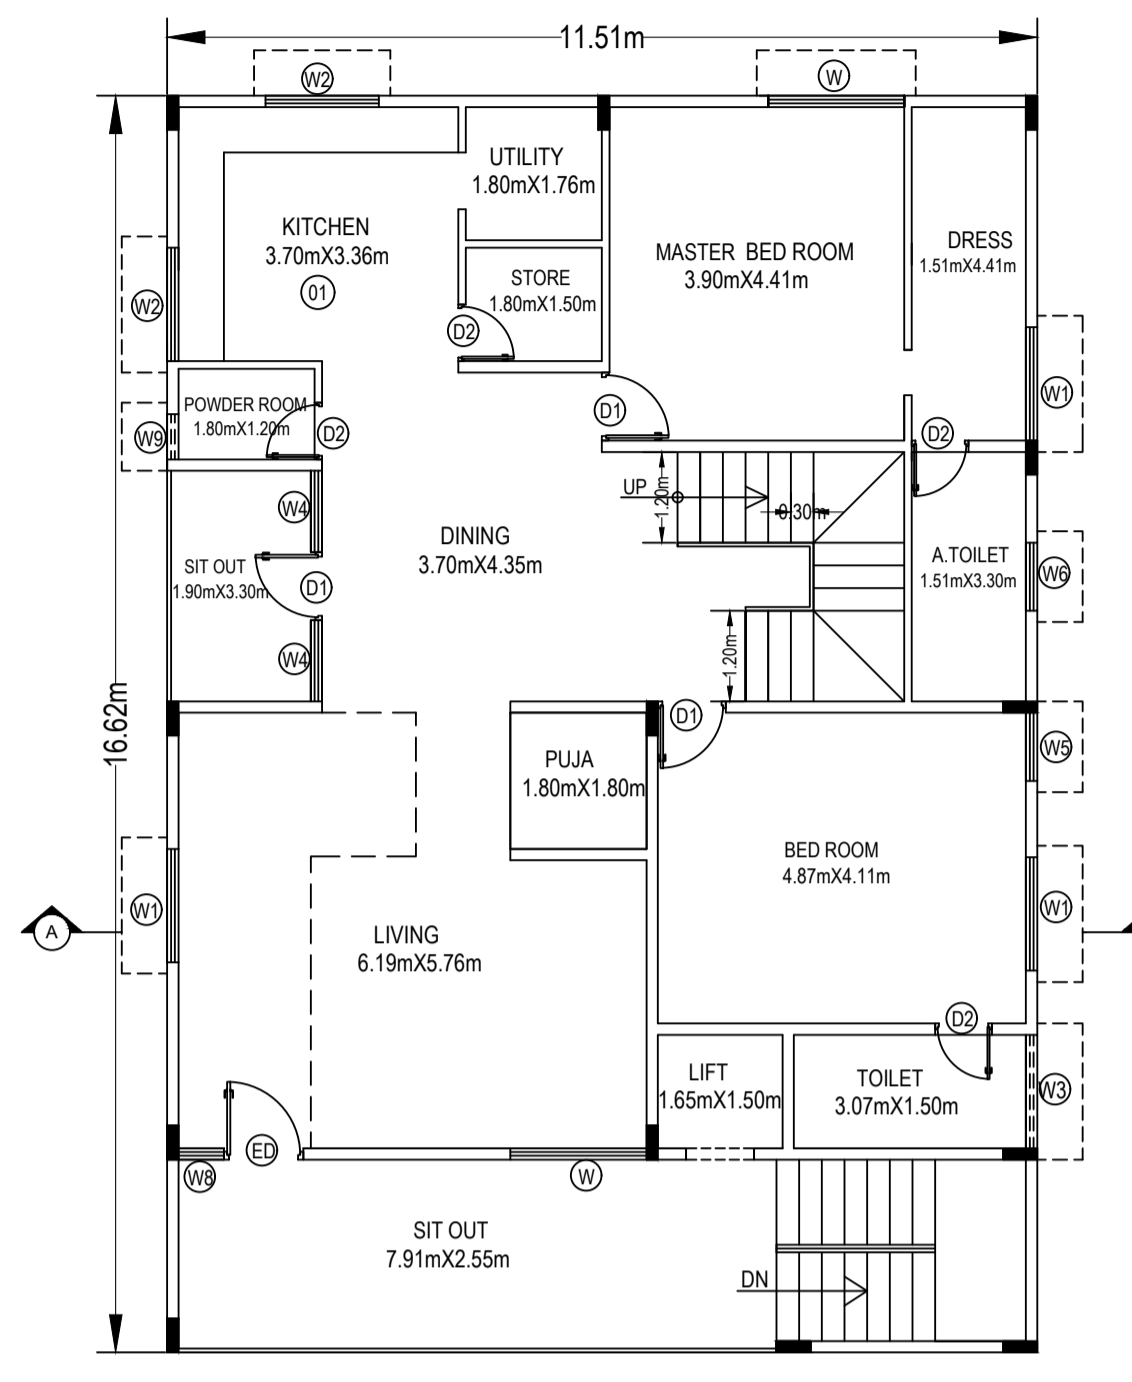 11.51m
W2
W
UTILITY
1.80mX1.76m
KITCHEN
3.70mX3.36m
01
MASTER BED ROOM
3.90mX4.41m
DRESS
1.51mX4.41m
STORE
1.80mX1.50m
W2
D2
W1
POWDER ROOM
1.80mX1.20m
D1
W9
D2
D2
UP
1.20m
0.30m
W4
DINING
3.70mX4.35m
SIT OUT
1.90mX3.30m
D1
A.TOILET
1.51mX3.30m
W6
W4
1.20m
16.62m
D1
W5
PUJA
1.80mX1.80m
BED ROOM
4.87mX4.11m
W1
W1
A
LIVING
6.19mX5.76m
D2
LIFT
1.65mX1.50m
TOILET
3.07mX1.50m
W3
ED
W8
W
SIT OUT
7.91mX2.55m
DN